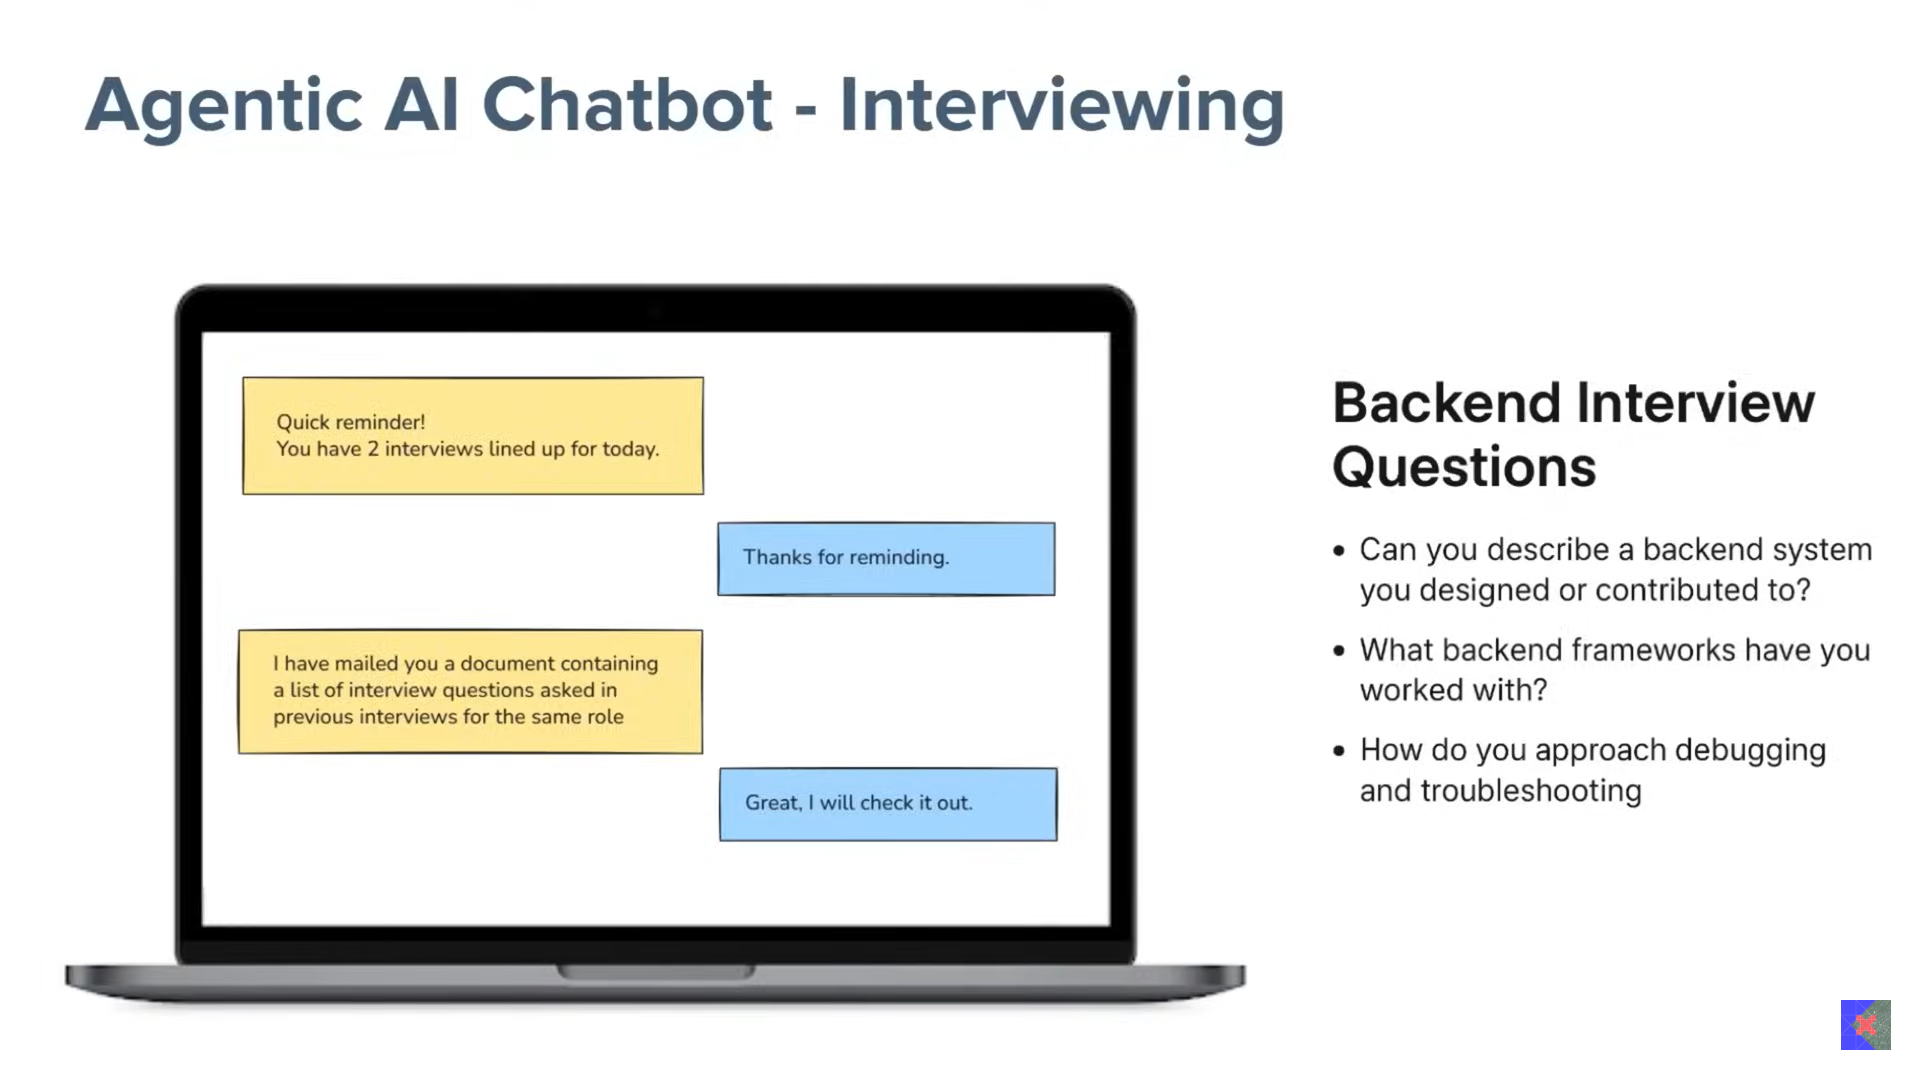 Agentic AI Chatbot - Interviewing
Quick reminder!
You have 2 interviews lined up for today.
Thanks for reminding.
I have mailed you a document containing
a list of interview questions asked in
previous interviews for the same role
Great, I will check it out.
Backend Interview
Questions
• Can you describe a backend system
you designed or contributed to?
• What backend frameworks have you
worked with?
• How do you approach debugging
and troubleshooting